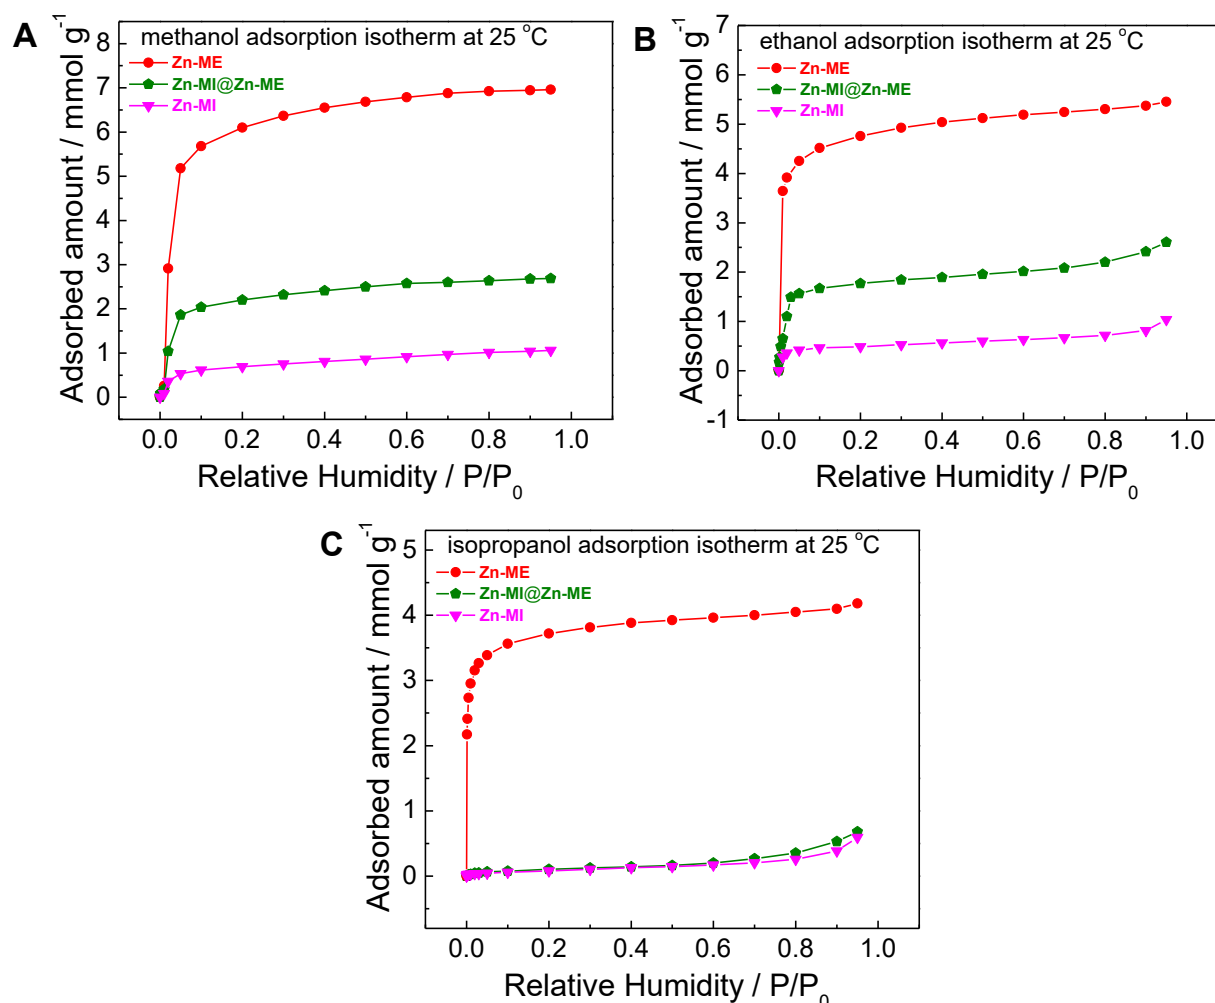 A
methanol adsorption isotherm at 25 °C
Zn-ME
Zn-MI@Zn-ME
Zn-MI
Adsorbed amount / mmol g⁻¹
8
7
6
5
4
3
2
1
0
0.0 0.2 0.4 0.6 0.8 1.0
Relative Humidity / P/P₀
B
ethanol adsorption isotherm at 25 °C
Zn-ME
Zn-MI@Zn-ME
Zn-MI
Adsorbed amount / mmol g⁻¹
7
6
5
4
3
2
1
0
-1
0.0 0.2 0.4 0.6 0.8 1.0
Relative Humidity / P/P₀
C
isopropanol adsorption isotherm at 25 °C
Zn-ME
Zn-MI@Zn-ME
Zn-MI
Adsorbed amount / mmol g⁻¹
5
4
3
2
1
0
0.0 0.2 0.4 0.6 0.8 1.0
Relative Humidity / P/P₀